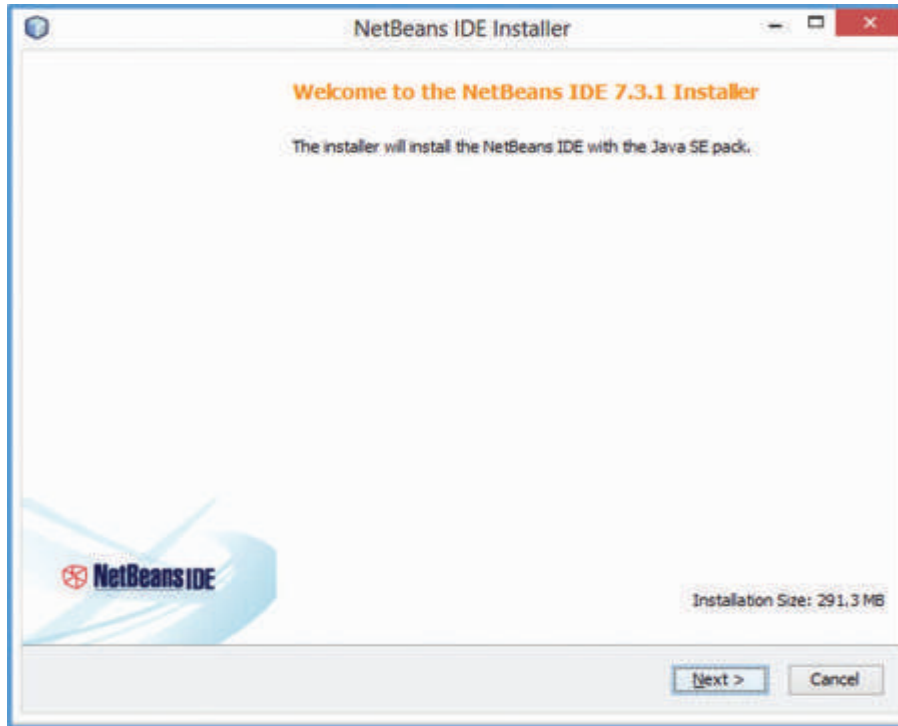 NetBeans IDE Installer
Welcome to the NetBeans IDE 7.3.1 Installer
The installer will install the NetBeans IDE with the Java SE pack.
NetBeans IDE
Installation Size: 291.3 MB
Next >
Cancel